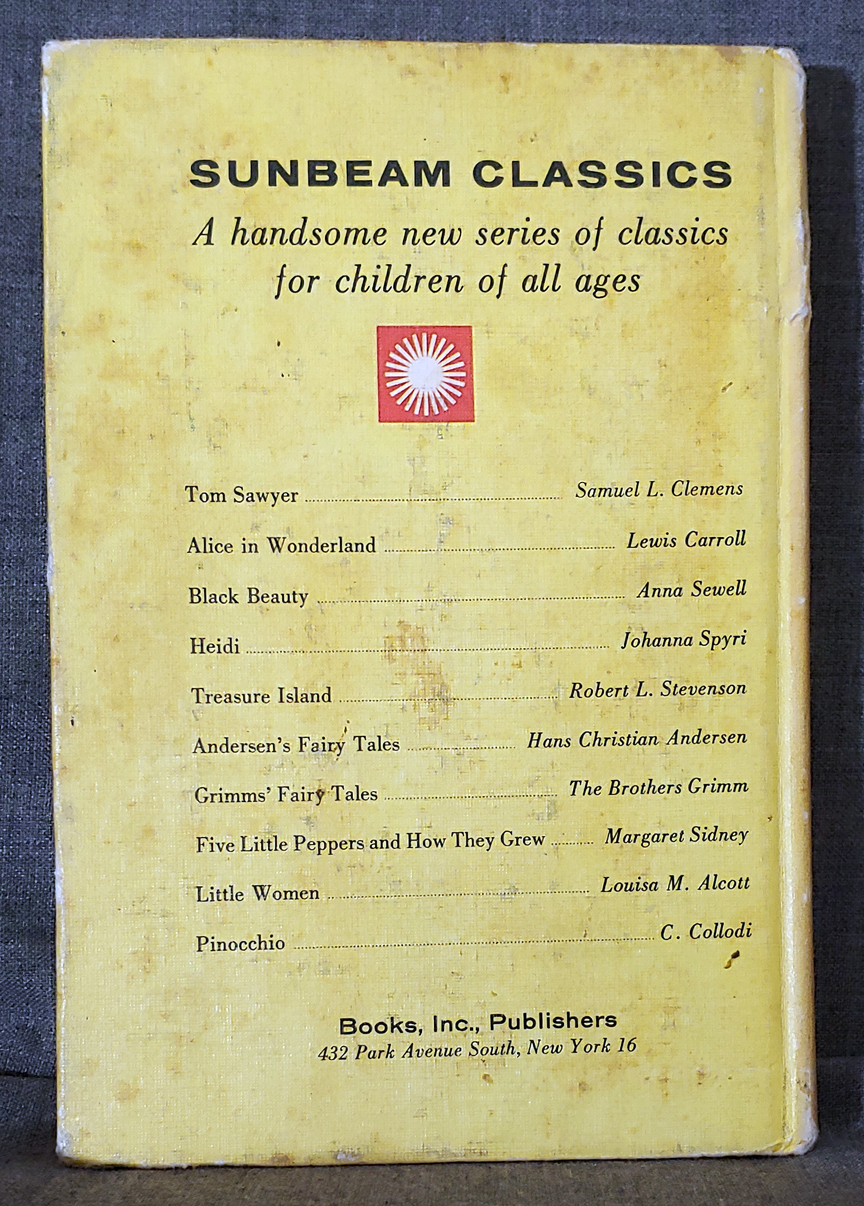 SUNBEAM CLASSICS
A handsome new series of classics
for children of all ages
Tom Sawyer ........ Samuel L. Clemens
Alice in Wonderland ........ Lewis Carroll
Black Beauty ........ Anna Sewell
Heidi ........ Johanna Spyri
Treasure Island ........ Robert L. Stevenson
Andersen's Fairy Tales ........ Hans Christian Andersen
Grimms' Fairy Tales ........ The Brothers Grimm
Five Little Peppers and How They Grew ........ Margaret Sidney
Little Women ........ Louisa M. Alcott
Pinocchio ........ C. Collodi
Books, Inc., Publishers
432 Park Avenue South, New York 16